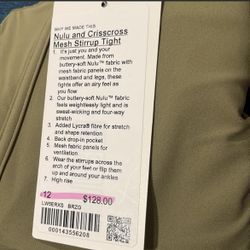 WHY WE MADE THIS
Nulu and Crisscross
Mesh Stirrup Tight
1. It's just you and your
movement. Made from
buttery-soft Nulu™ fabric with
mesh fabric panels on the
waistband and legs, these
tights offer an airy feel as
you flow
2. Our buttery-soft Nulu™ fabric
feels weightlessly light and is
sweat-wicking and four-way
stretch
3. Added Lycra® fibre for stretch
and shape retention
4. Back drop-in pocket
5. Mesh fabric panels for
ventilation
6. Wear the stirrups across the
arch of your feet or flip them
up and around your ankles
7. High rise
12 $128.00
LW5ERXS BRZG
000143556208